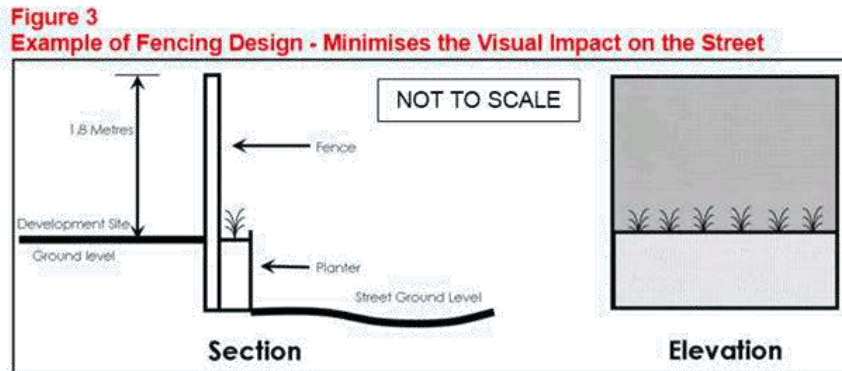 Figure 3
Example of Fencing Design - Minimises the Visual Impact on the Street
NOT TO SCALE
1.8 Metres
Fence
Development Site
Ground level
Planter
Street Ground Level
Section
Elevation